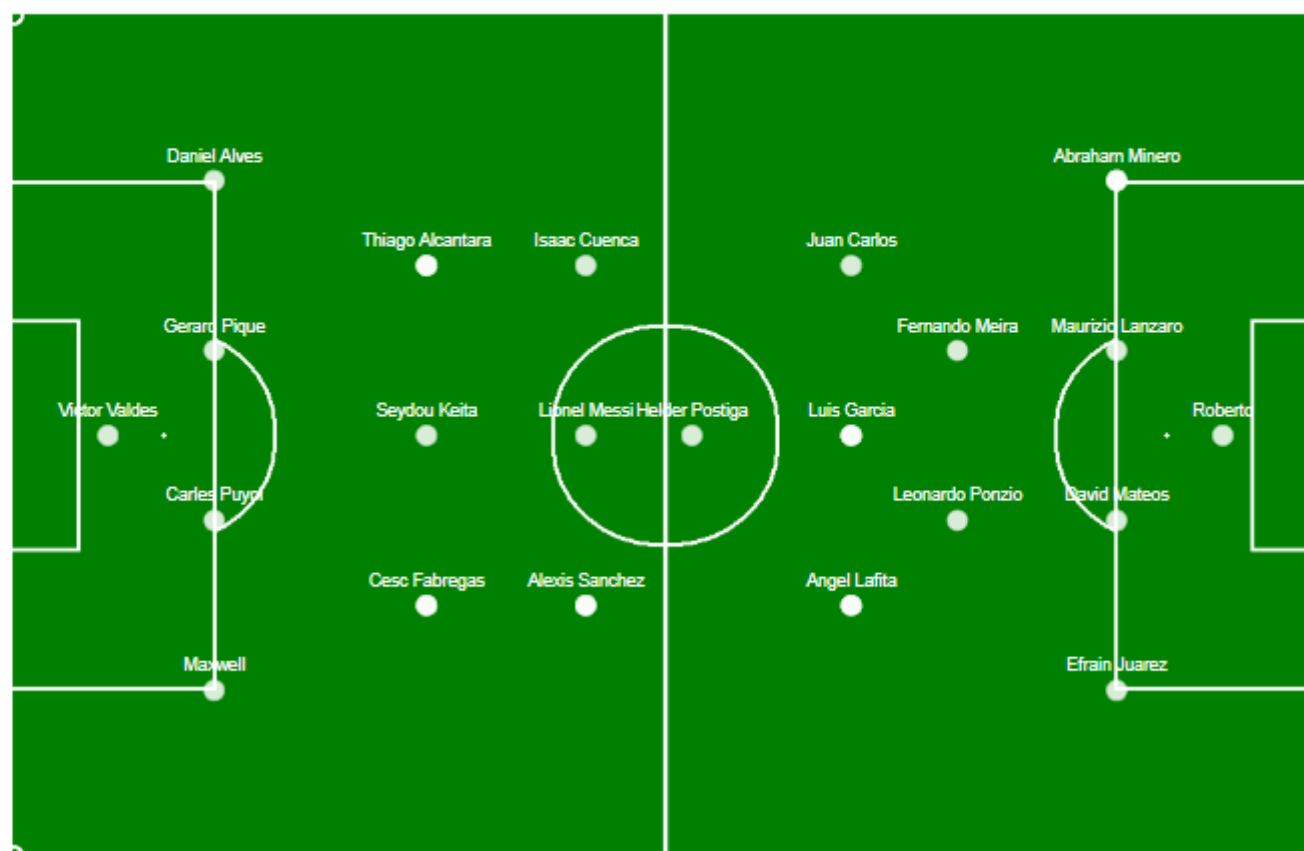 Daniel Alves
Abraham Minero
Thiago Alcantara
Isaac Cuenca
Juan Carlos
Gerard Pique
Fernando Meira
Maurizio Lanzaro
Victor Valdes
Seydou Keita
Lionel Messi
Helder Postiga
Luis Garcia
Roberto
Carles Puyol
Leonardo Ponzio
David Mateos
Cesc Fabregas
Alexis Sanchez
Angel Lafita
Maxwell
Efrain Juarez